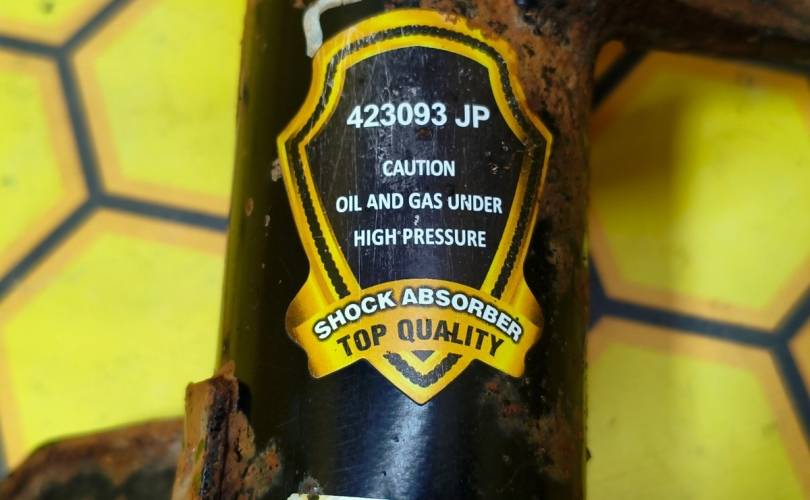 423093 JP
CAUTION
OIL AND GAS UNDER
HIGH PRESSURE
SHOCK ABSORBER
TOP QUALITY